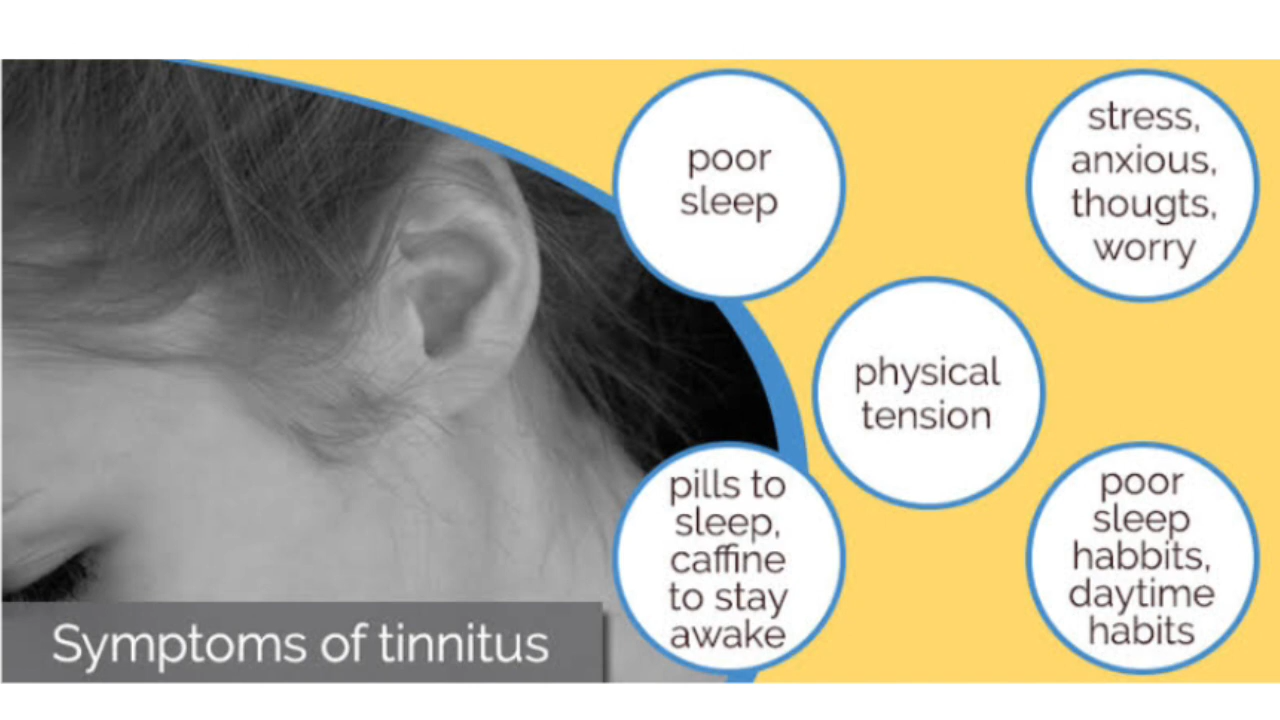 poor
sleep
stress,
anxious,
thougts,
worry
physical
tension
pills to
sleep,
caffine
to stay
awake
poor
sleep
habbits,
daytime
habits
Symptoms of tinnitus